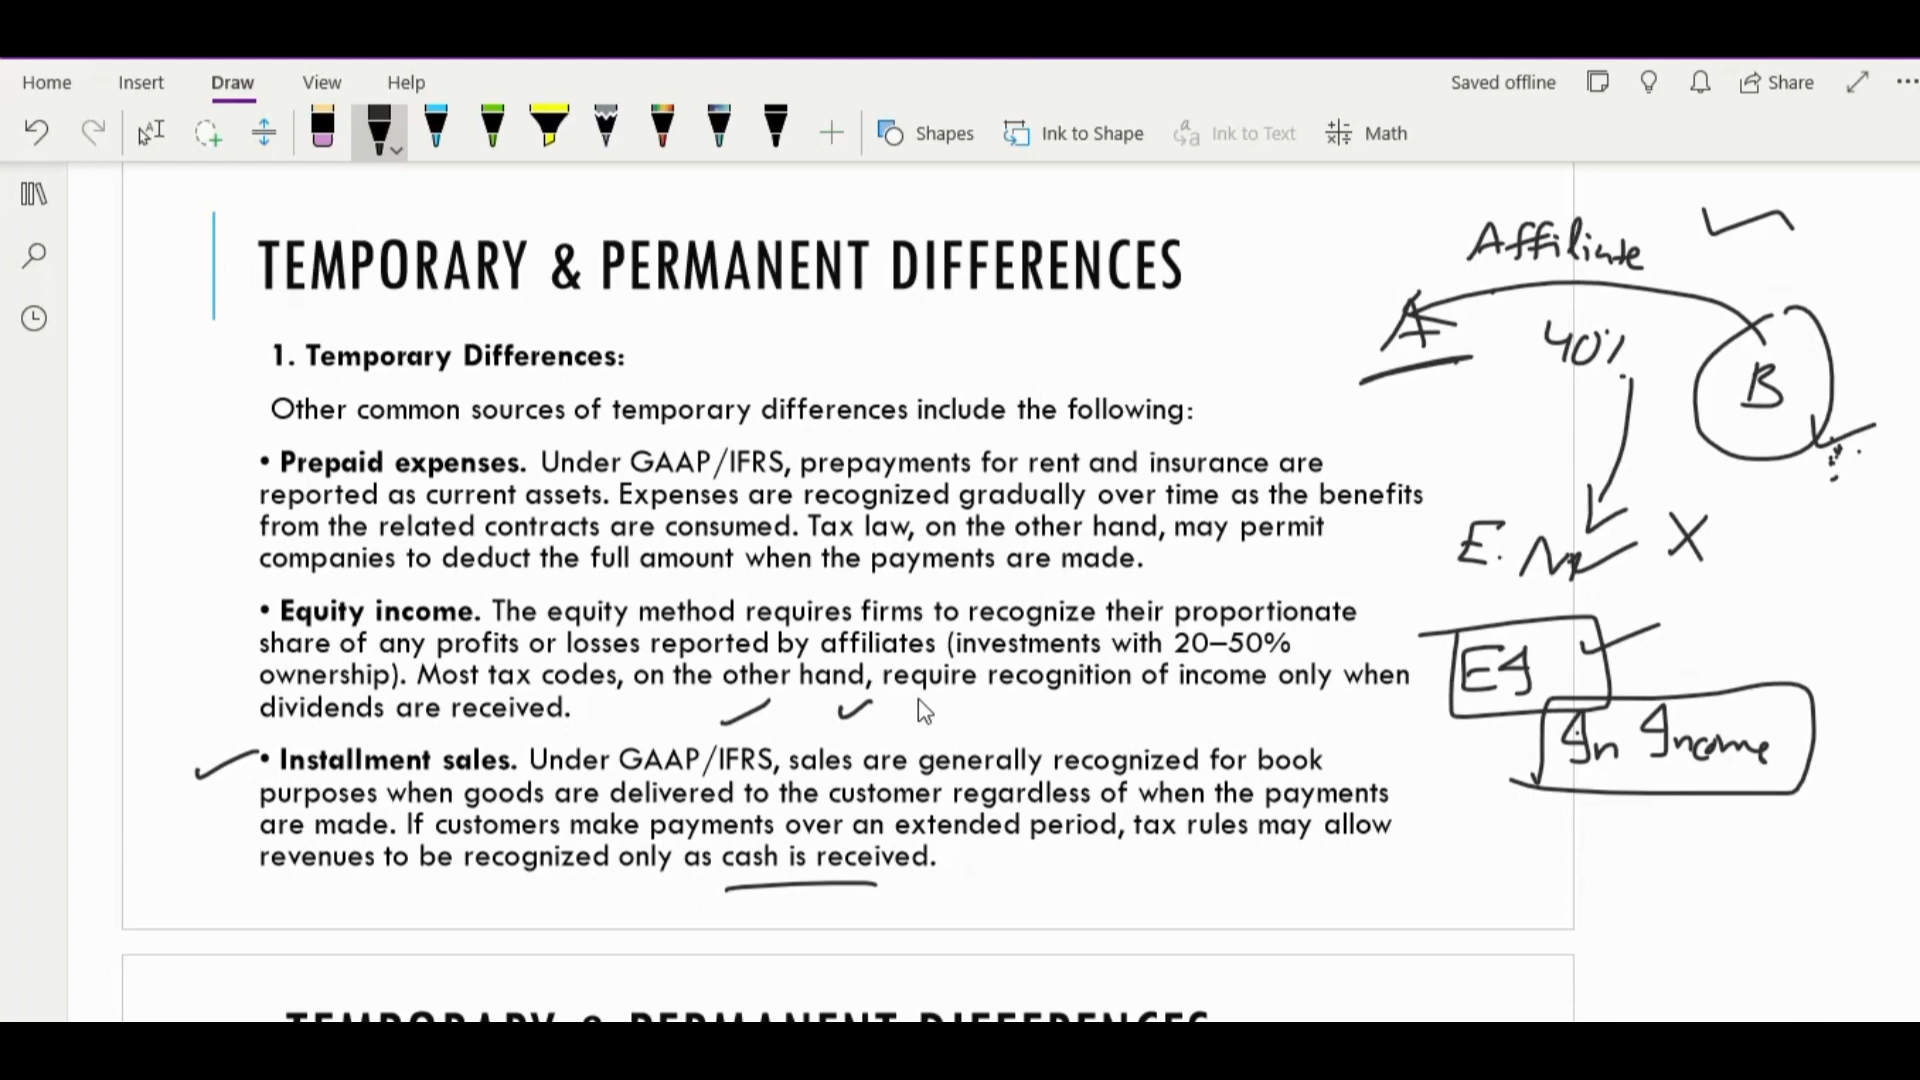 Home Insert Draw View Help Saved offline Share
Shapes Ink to Shape Ink to Text Math
TEMPORARY & PERMANENT DIFFERENCES
1. Temporary Differences:
Other common sources of temporary differences include the following:
• Prepaid expenses. Under GAAP/IFRS, prepayments for rent and insurance are
reported as current assets. Expenses are recognized gradually over time as the benefits
from the related contracts are consumed. Tax law, on the other hand, may permit
companies to deduct the full amount when the payments are made.
• Equity income. The equity method requires firms to recognize their proportionate
share of any profits or losses reported by affiliates (investments with 20–50%
ownership). Most tax codes, on the other hand, require recognition of income only when
dividends are received.
• Installment sales. Under GAAP/IFRS, sales are generally recognized for book
purposes when goods are delivered to the customer regardless of when the payments
are made. If customers make payments over an extended period, tax rules may allow
revenues to be recognized only as cash is received.
Affiliate
A
40%
B
E.
X
EI
In Income
TEMPORARY & PERMANENT DIFFERENCES